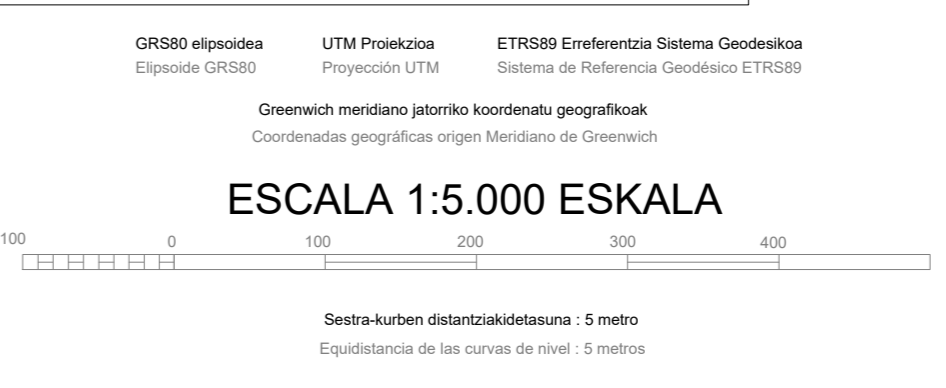 GRS80 elipsoidea UTM Proiekzioa ETRS89 Erreferentzia Sistema Geodesikoa
Elipsoide GRS80 Proyección UTM Sistema de Referencia Geodésico ETRS89
Greenwich meridiano jatorriko koordenatu geografikoak
Coordenadas geográficas origen Meridiano de Greenwich
ESCALA 1:5.000 ESKALA
100 0 100 200 300 400
Sestra-kurben distantziakidetasuna : 5 metro
Equidistancia de las curvas de nivel : 5 metros